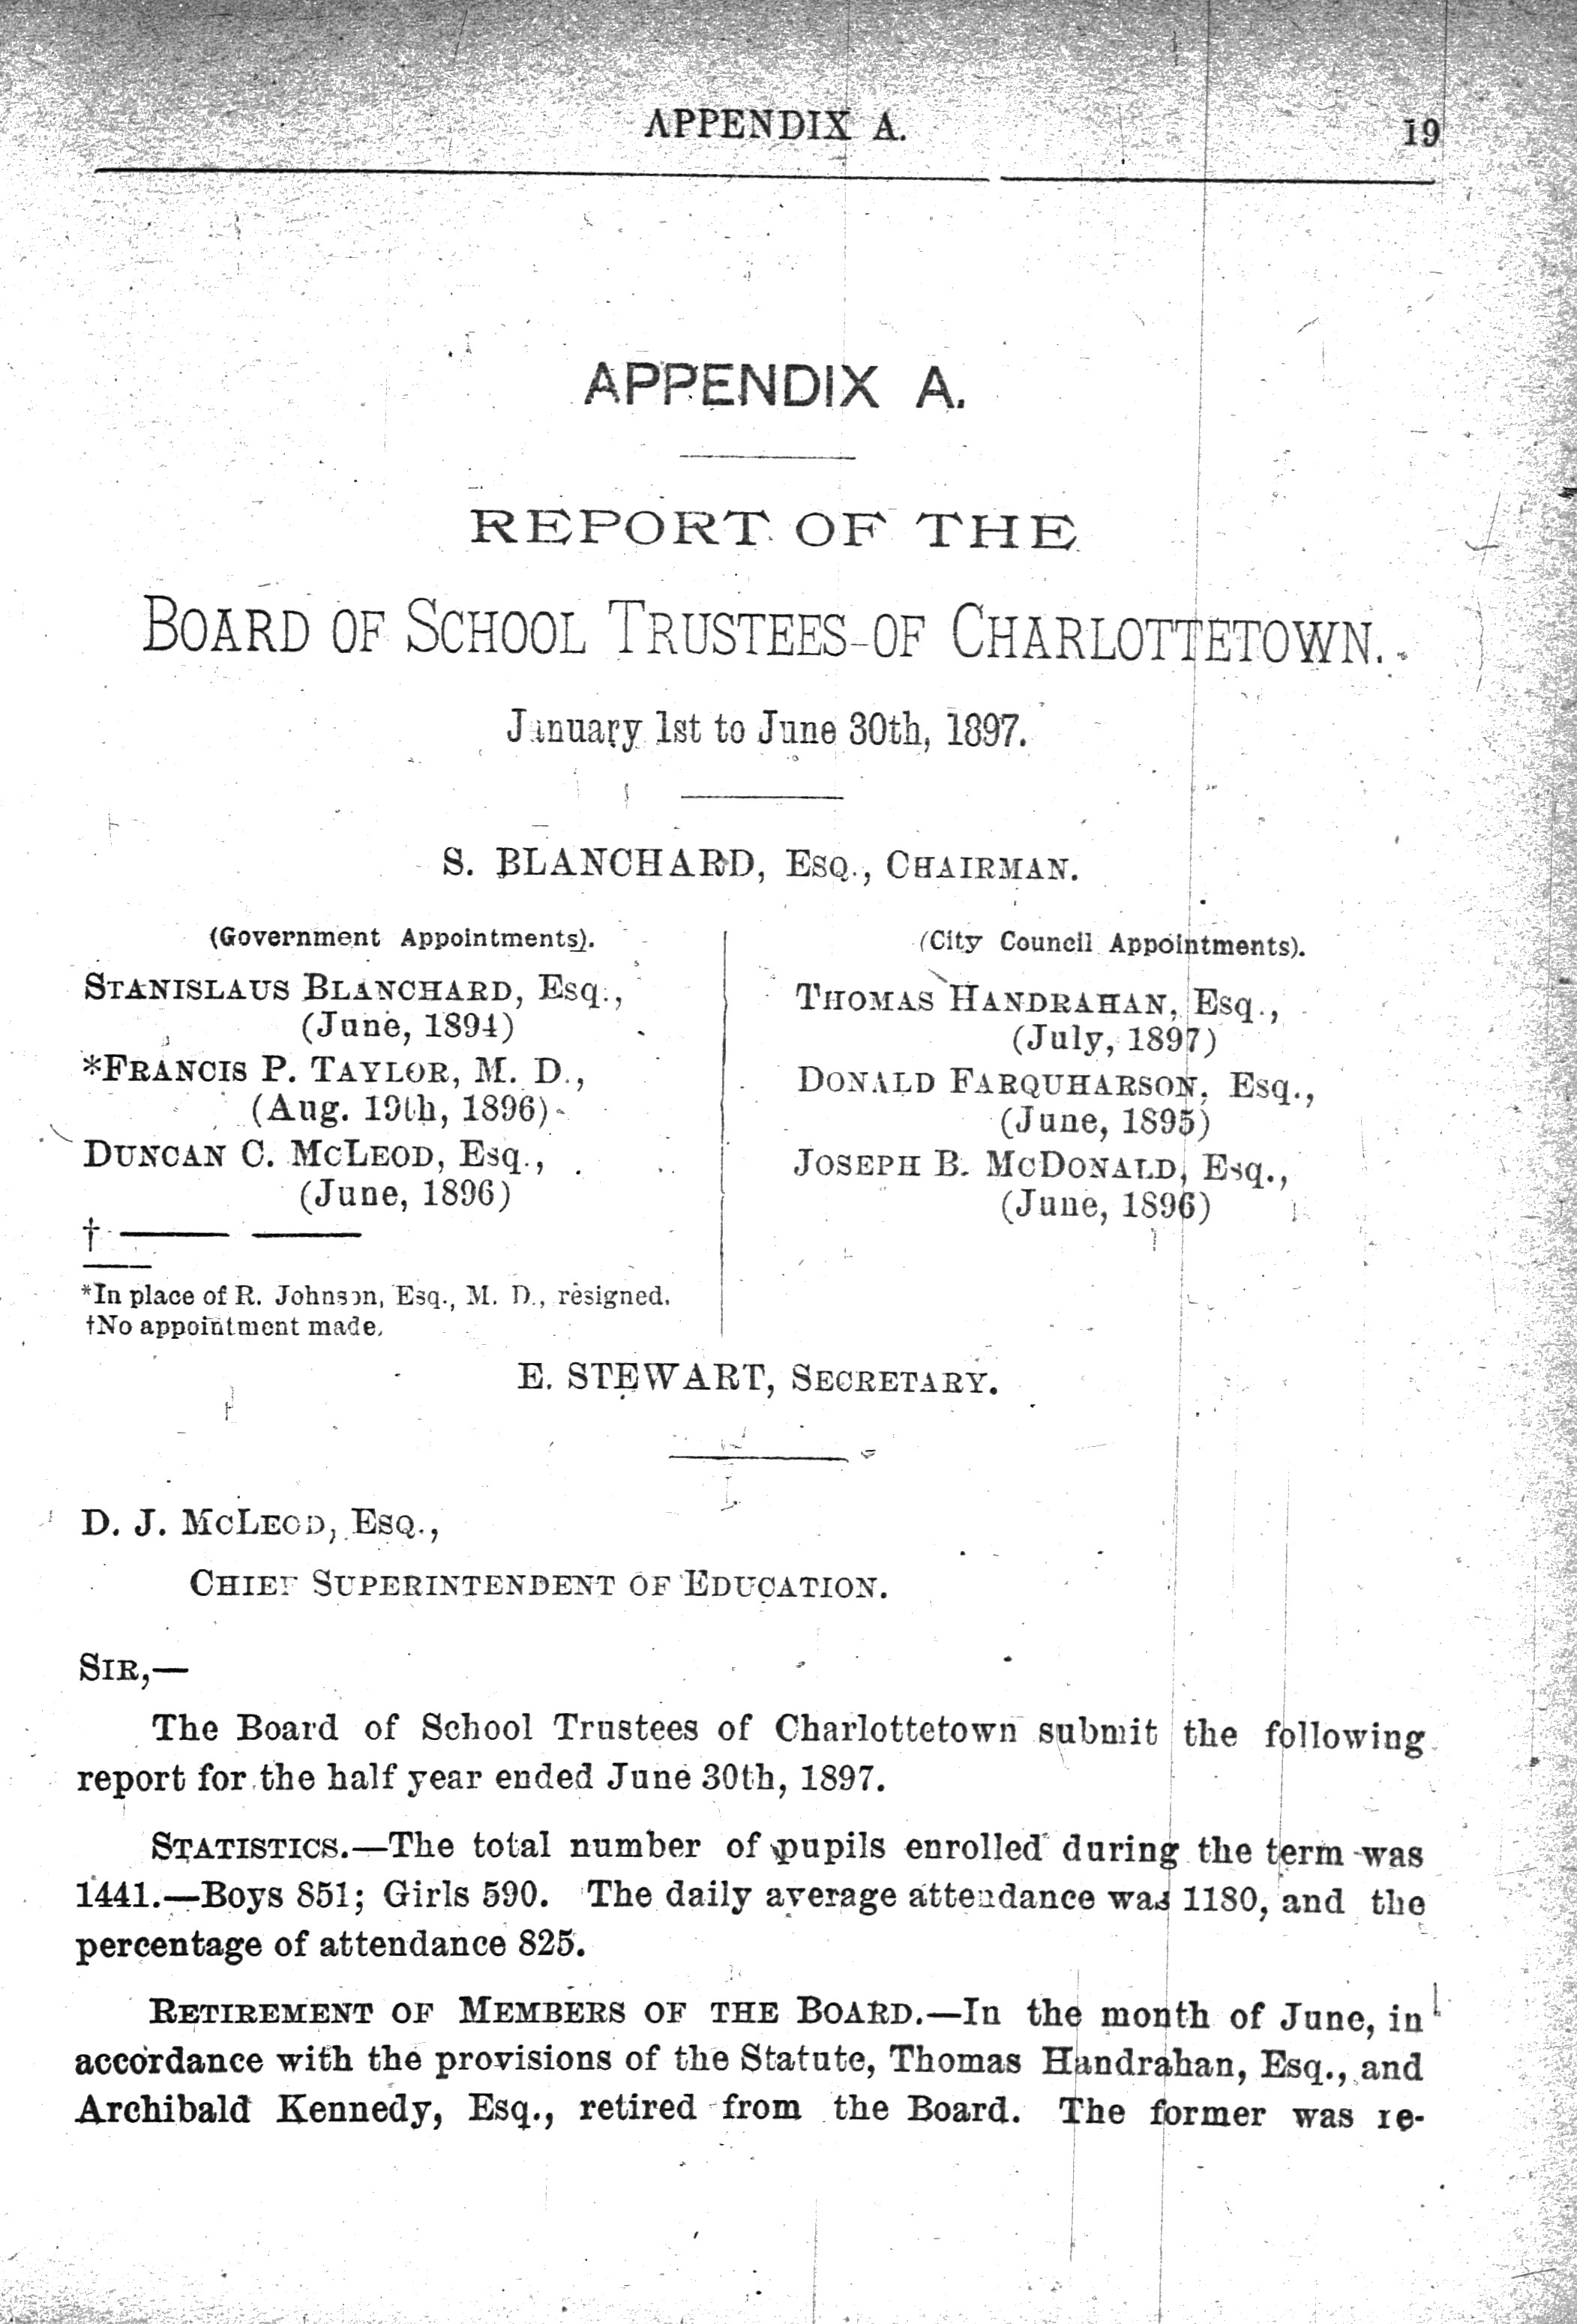 APPENDIX A.
19
APPENDIX A.
REPORT OF THE
BOARD OF SCHOOL TRUSTEES OF CHARLOTTETOWN.
January 1st to June 30th, 1897.
S. BLANCHARD, ESQ., CHAIRMAN.
(Government Appointments).
STANISLAUS BLANCHARD, Esq.,
(June, 1894)
*FRANCIS P. TAYLOR, M. D.,
(Aug. 19th, 1896)
DUNCAN C. MCLEOD, Esq.,
(June, 1896)
† —— ——
*In place of R. Johnson, Esq., M. D., resigned.
†No appointment made.
(City Council Appointments).
THOMAS HANDRAHAN, Esq.,
(July, 1897)
DONALD FARQUHARSON, Esq.,
(June, 1895)
JOSEPH B. MCDONALD, Esq.,
(June, 1896)
E. STEWART, SECRETARY.
D. J. MCLEOD, ESQ.,
CHIEF SUPERINTENDENT OF EDUCATION.
SIR,—
The Board of School Trustees of Charlottetown submit the following
report for the half year ended June 30th, 1897.
STATISTICS.—The total number of pupils enrolled during the term was
1441.—Boys 851; Girls 590. The daily average attendance was 1180, and the
percentage of attendance 825.
RETIREMENT OF MEMBERS OF THE BOARD.—In the month of June, in
accordance with the provisions of the Statute, Thomas Handrahan, Esq., and
Archibald Kennedy, Esq., retired from the Board. The former was re-